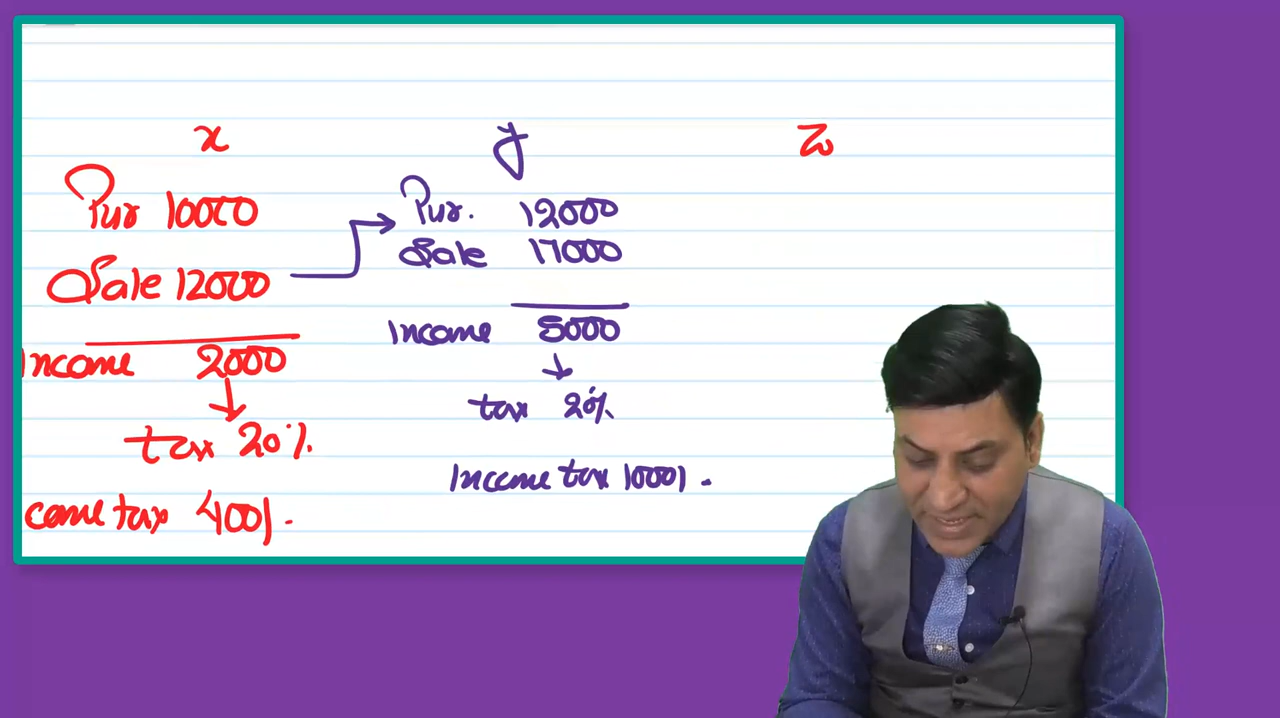 x
Pur 10000
Sale 12000
Income 2000
tax 20%
come tax 400/-
y
Pur. 12000
Sale 17000
Income 5000
tax 20%
Income tax 1000/-
Z